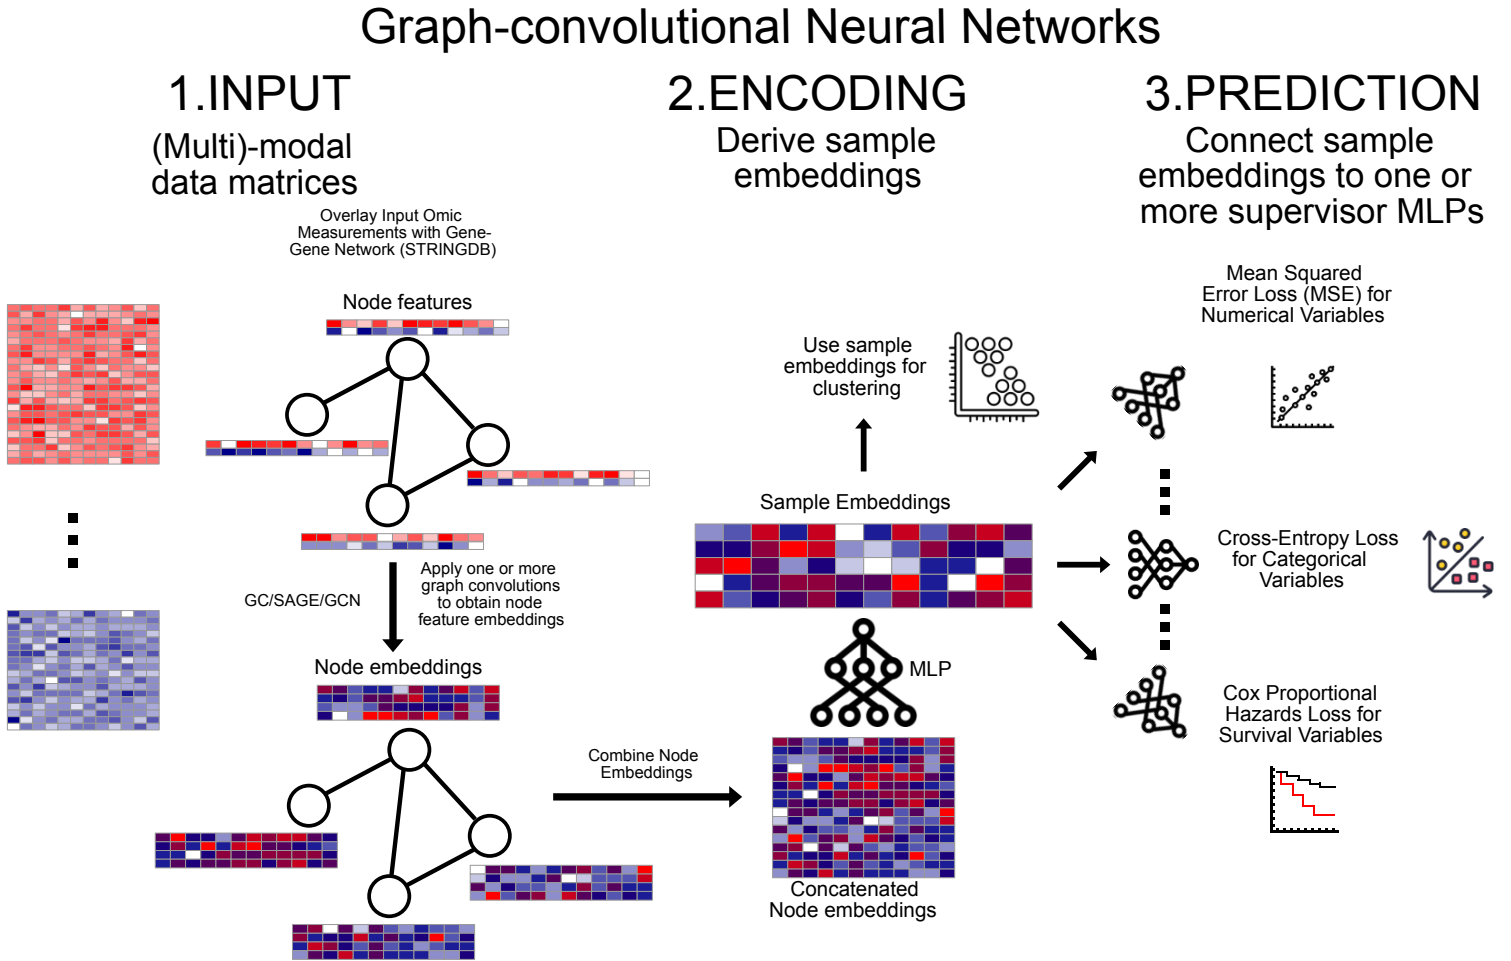 Graph-convolutional Neural Networks
1.INPUT
(Multi)-modal
data matrices
Overlay Input Omic
Measurements with Gene-
Gene Network (STRINGDB)
Node features
GC/SAGE/GCN
Apply one or more
graph convolutions
to obtain node
feature embeddings
Node embeddings
Combine Node
Embeddings
2.ENCODING
Derive sample
embeddings
Use sample
embeddings for
clustering
Sample Embeddings
MLP
Concatenated
Node embeddings
3.PREDICTION
Connect sample
embeddings to one or
more supervisor MLPs
Mean Squared
Error Loss (MSE) for
Numerical Variables
Cross-Entropy Loss
for Categorical
Variables
Cox Proportional
Hazards Loss for
Survival Variables